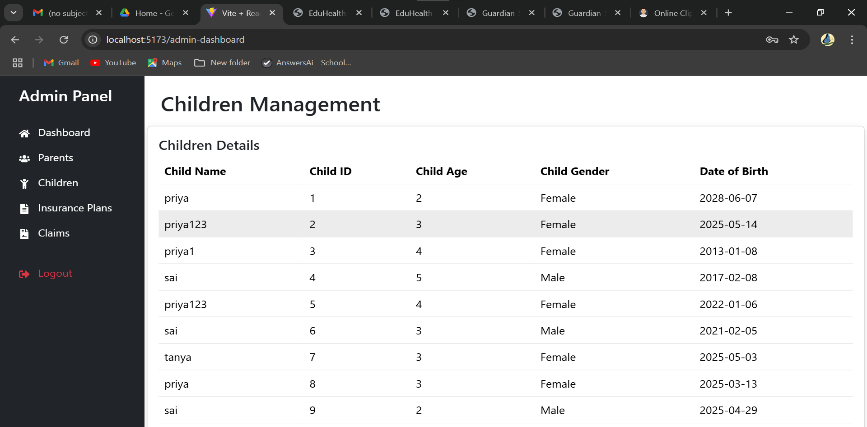 (no subjec
Home - Go
Vite + Rea
EduHealth
EduHealth
Guardian
Guardian
Online Cli
localhost:5173/admin-dashboard
Gmail YouTube Maps New folder AnswersAi School...
Admin Panel
Dashboard
Parents
Children
Insurance Plans
Claims
Logout
Children Management
Children Details
Child Name Child ID Child Age Child Gender Date of Birth
priya 1 2 Female 2028-06-07
priya123 2 3 Female 2025-05-14
priya1 3 4 Female 2013-01-08
sai 4 5 Male 2017-02-08
priya123 5 4 Female 2022-01-06
sai 6 3 Male 2021-02-05
tanya 7 3 Female 2025-05-03
priya 8 3 Female 2025-03-13
sai 9 2 Male 2025-04-29